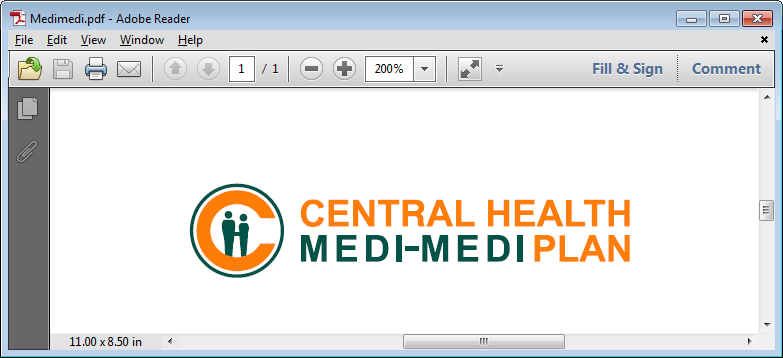 Medimedi.pdf - Adobe Reader
File Edit View Window Help
1 / 1 200% Fill & Sign Comment
CENTRAL HEALTH
MEDI-MEDI PLAN
11.00 x 8.50 in